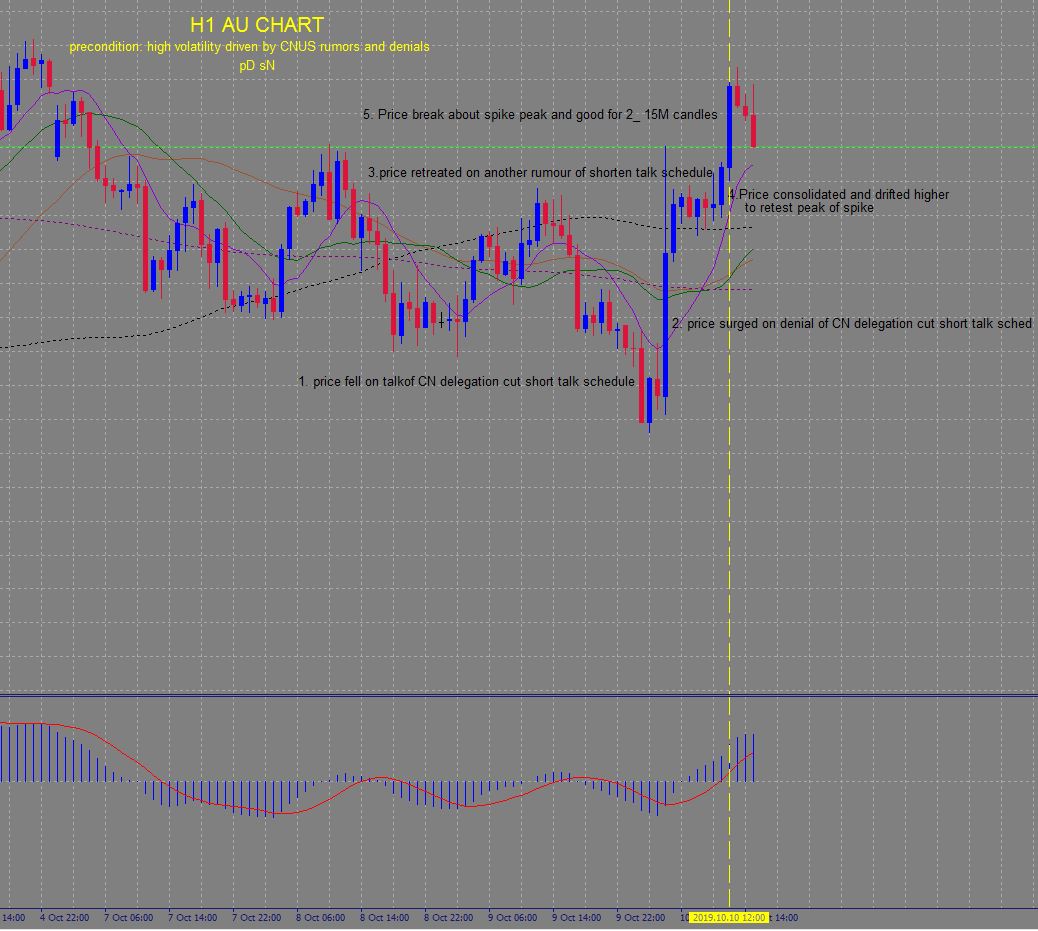 H1 AU CHART
precondition: high volatility driven by CNUS rumors and denials
pD sN
5. Price break about spike peak and good for 2_ 15M candles
3.price retreated on another rumour of shorten talk schedule
4.Price consolidated and drifted higher
to retest peak of spike
2. price surged on denial of CN delegation cut short talk sched
1. price fell on talkof CN delegation cut short talk schedule
14:00 4 Oct 22:00 7 Oct 06:00 7 Oct 14:00 7 Oct 22:00 8 Oct 06:00 8 Oct 14:00 8 Oct 22:00 9 Oct 06:00 9 Oct 14:00 9 Oct 22:00 10 2019.10.10 12:00 t 14:00